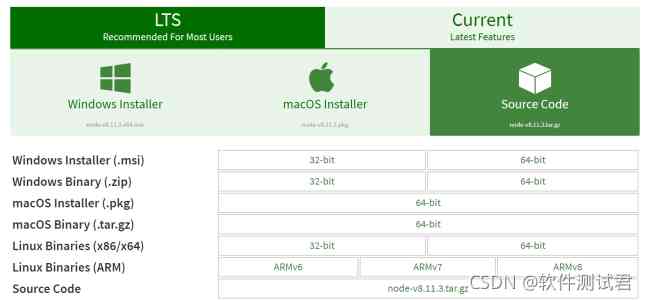 LTS
Recommended For Most Users
Current
Latest Features
Windows Installer
node-v8.11.3-x64.msi
macOS Installer
node-v8.11.3.pkg
Source Code
node-v8.11.3.tar.gz
Windows Installer (.msi) 32-bit 64-bit
Windows Binary (.zip) 32-bit 64-bit
macOS Installer (.pkg) 64-bit
macOS Binary (.tar.gz) 64-bit
Linux Binaries (x86/x64) 32-bit 64-bit
Linux Binaries (ARM) ARMv6 ARMv7 ARMv8
Source Code node-v8.11.3.tar.gz
CSDN @软件测试君